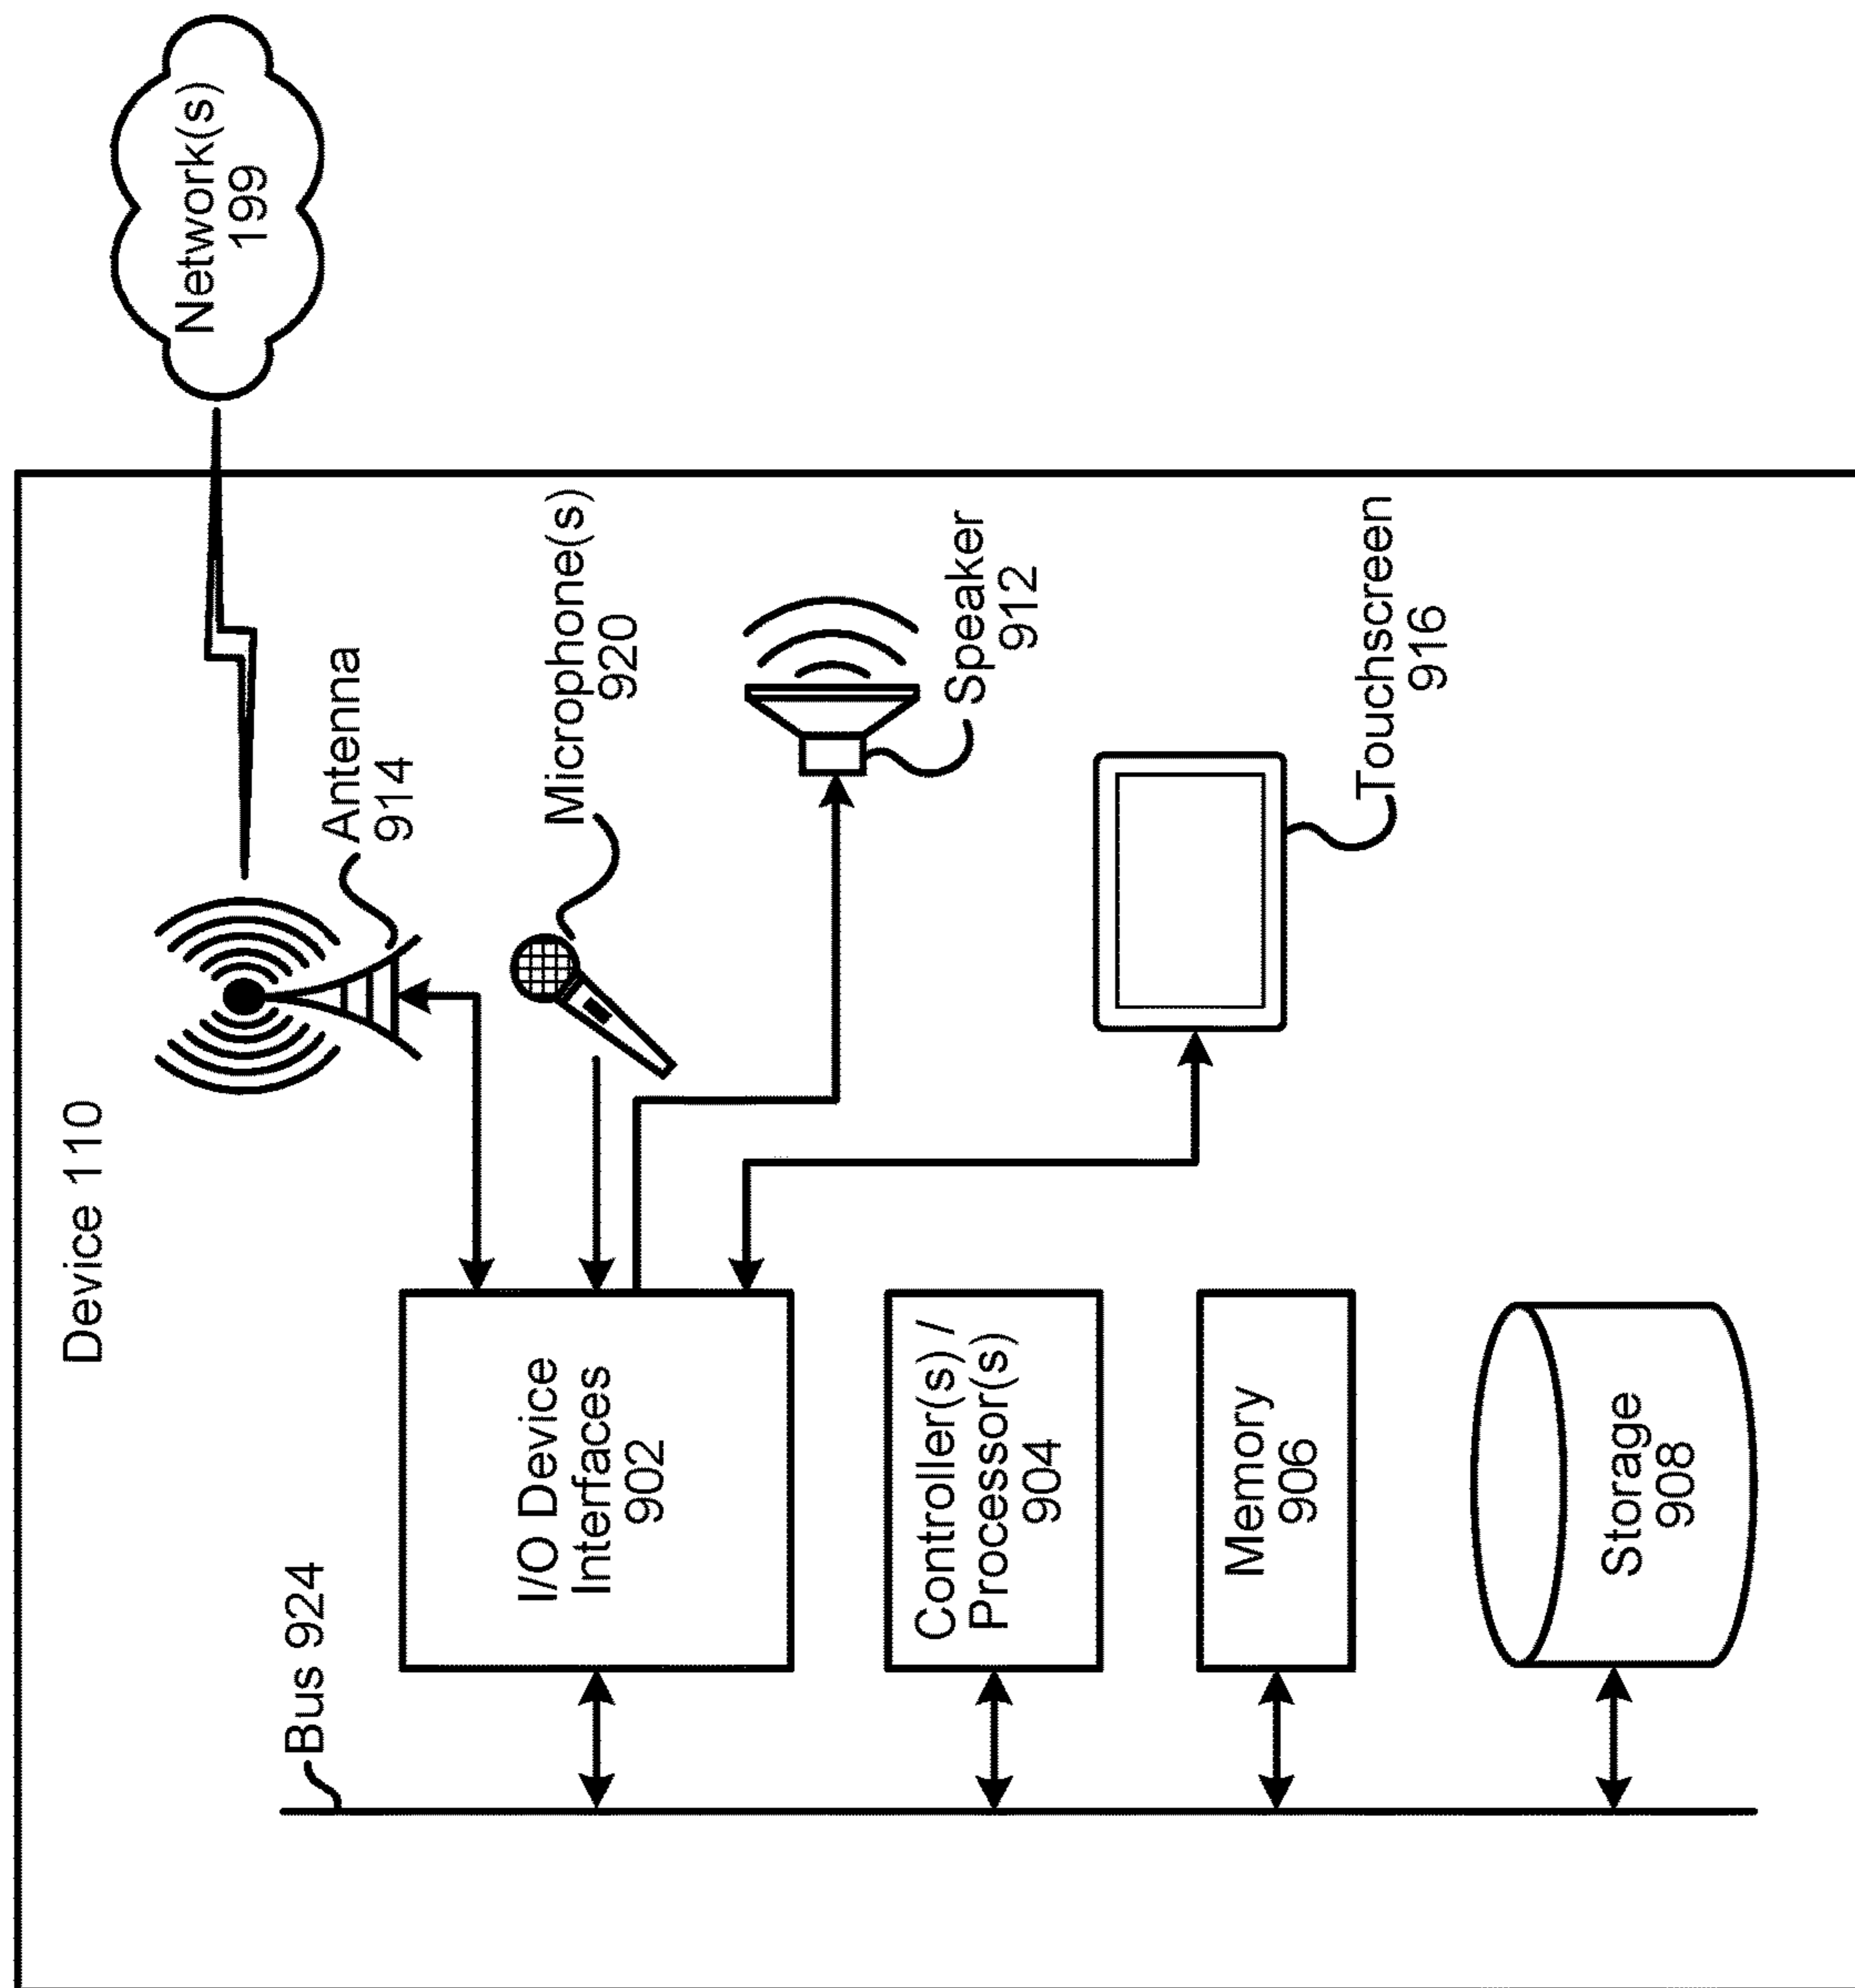 Device 110
Network(s)
199
Bus 924
I/O Device
Interfaces
902
Antenna
914
Microphone(s)
920
Controller(s) /
Processor(s)
904
Speaker
912
Memory
906
Touchscreen
916
Storage
908